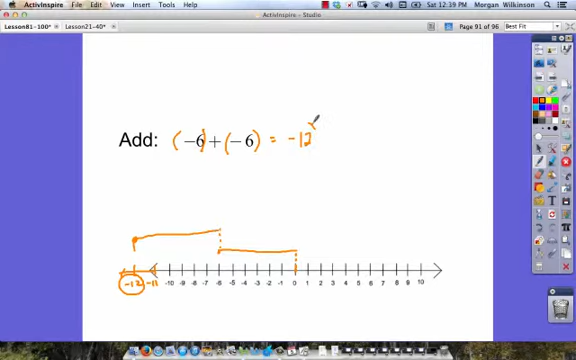 ActivInspire File Edit View Insert Tools Help Sat 12:39 PM Morgan Wilkinson
ActivInspire - Studio
Lesson81-100* Lesson21-40* Page 91 of 96 Best Fit
Add: (-6)+(-6) = -12
-12 -11 -10 -9 -8 -7 -6 -5 -4 -3 -2 -1 0 1 2 3 4 5 6 7 8 9 10